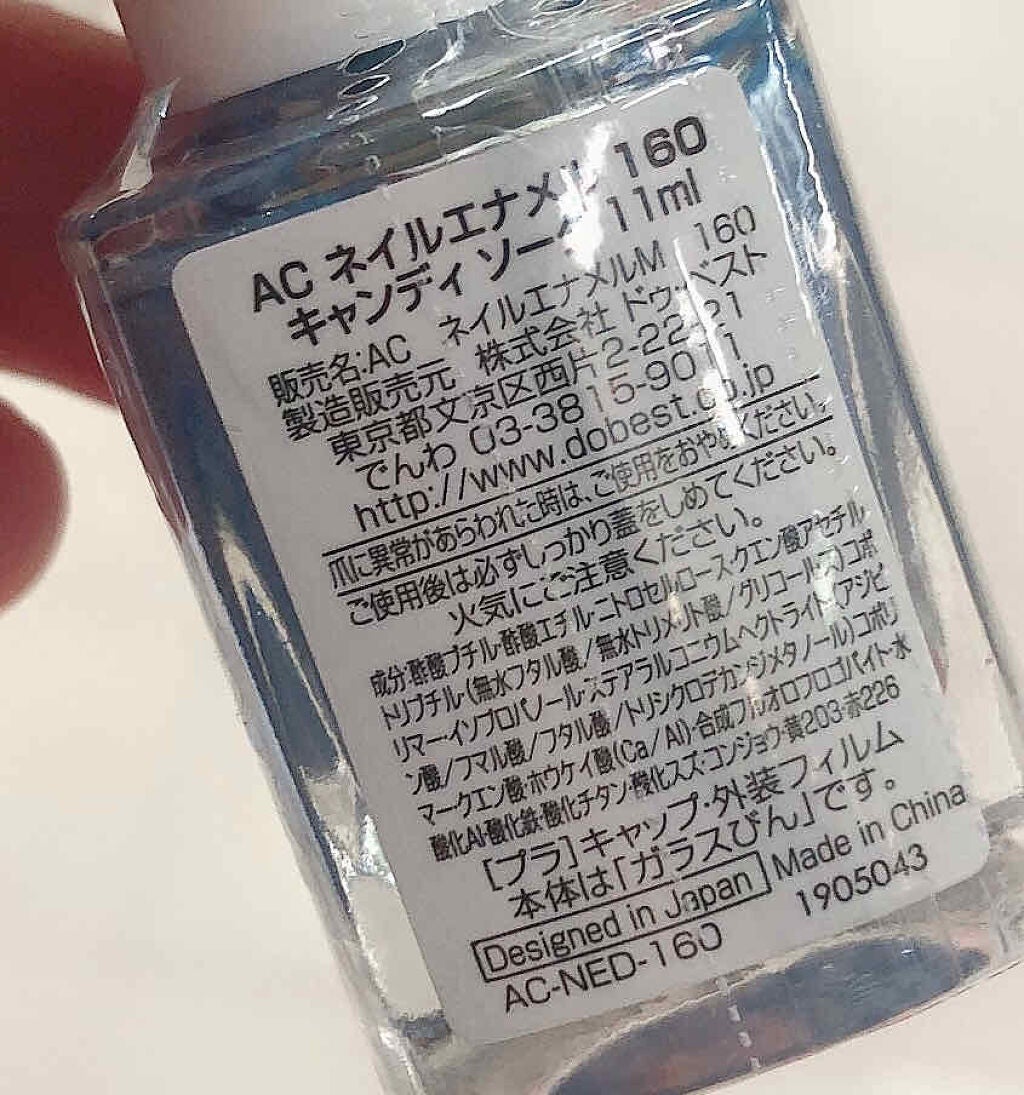 AC ネイルエナメル 160
キャンディ 11ml
販売名:AC ネイルエナメルM 160
製造販売元 株式会社 ドゥ・ベスト
東京都文京区西片2-22-21
でんわ 03-3815-9011
http://www.dobest.co.jp
爪に異常があらわれた時は、ご使用をおやめください。
ご使用後は必ずしっかり蓋をしめてください。
火気にご注意ください。
成分:酢酸ブチル・酢酸エチル・ニトロセルロース・クエン酸アセチル
トリブチル・(無水フタル酸/無水トリメリト酸/グリコールズ)コポ
リマー・イソプロパノール・ステアラルコニウムヘクトライト・(アジピ
ン酸/フマル酸/フタル酸/トリシクロデカンジメタノール)コポリ
マー・クエン酸・ホウケイ酸(Ca/Al)・合成フルオロフロゴパイト・水
酸化Al・酸化鉄・酸化チタン・酸化スズ・コンジョウ・黄203・赤226
[プラ]キャップ・外装フィルム
本体は「ガラスびん」です。
Designed in Japan Made in China
AC-NED-160 1905043